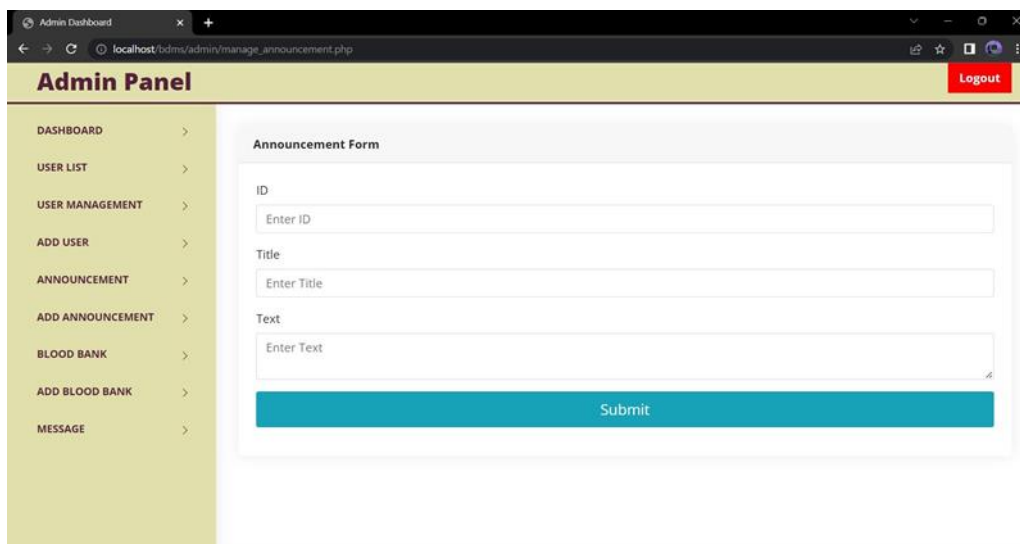 Admin Dashboard
localhost/bdms/admin/manage_announcement.php
Admin Panel
Logout
DASHBOARD
USER LIST
USER MANAGEMENT
ADD USER
ANNOUNCEMENT
ADD ANNOUNCEMENT
BLOOD BANK
ADD BLOOD BANK
MESSAGE
Announcement Form
ID
Enter ID
Title
Enter Title
Text
Enter Text
Submit